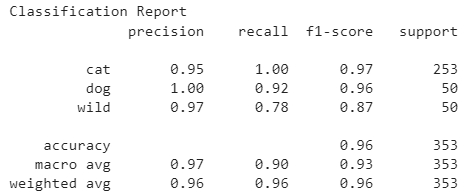 Classification Report
precision recall f1-score support
cat 0.95 1.00 0.97 253
dog 1.00 0.92 0.96 50
wild 0.97 0.78 0.87 50
accuracy 0.96 353
macro avg 0.97 0.90 0.93 353
weighted avg 0.96 0.96 0.96 353